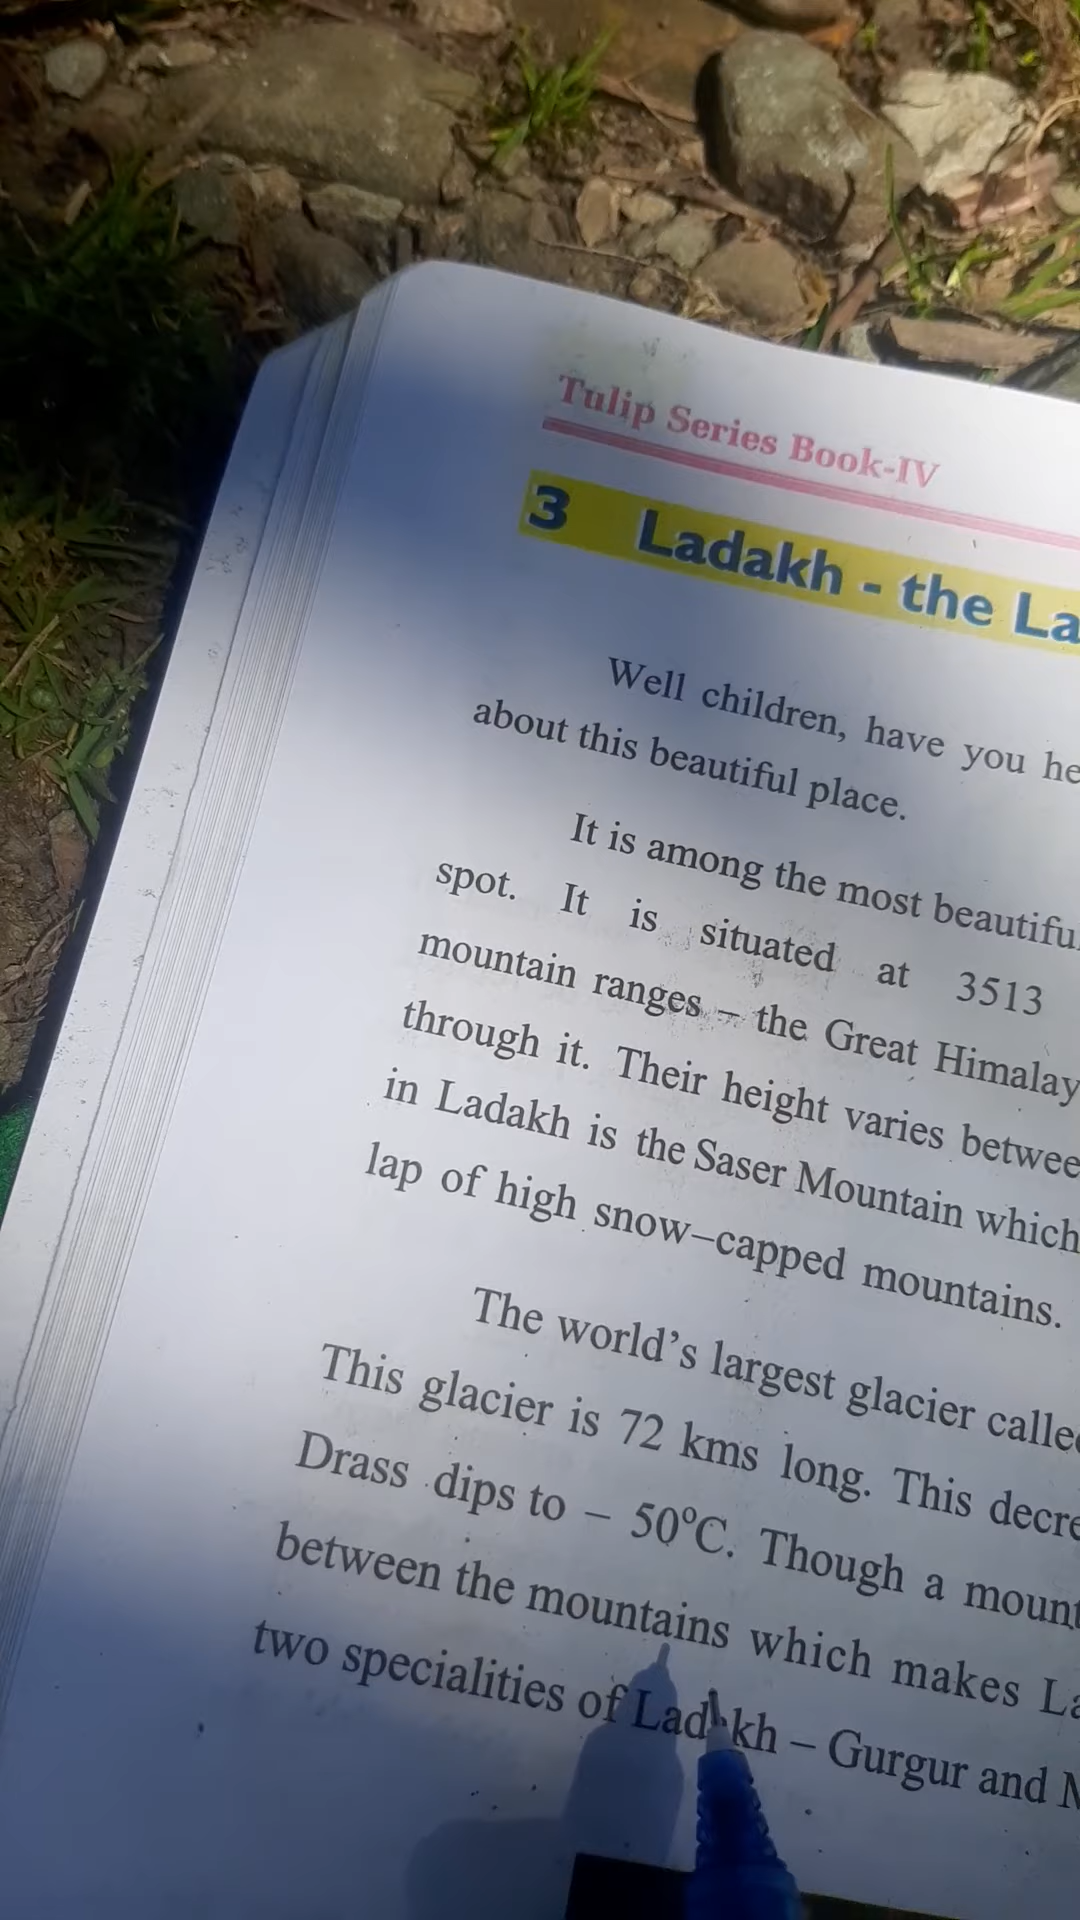 Tulip Series Book-IV
3 Ladakh - the La
Well children, have you he
about this beautiful place.
It is among the most beautifu
spot. It is situated at 3513
mountain ranges – the Great Himalay
through it. Their height varies betwee
in Ladakh is the Saser Mountain which
lap of high snow–capped mountains.
The world’s largest glacier calle
This glacier is 72 kms long. This decre
Drass dips to – 50°C. Though a mount
between the mountains which makes La
two specialities of Ladakh – Gurgur and